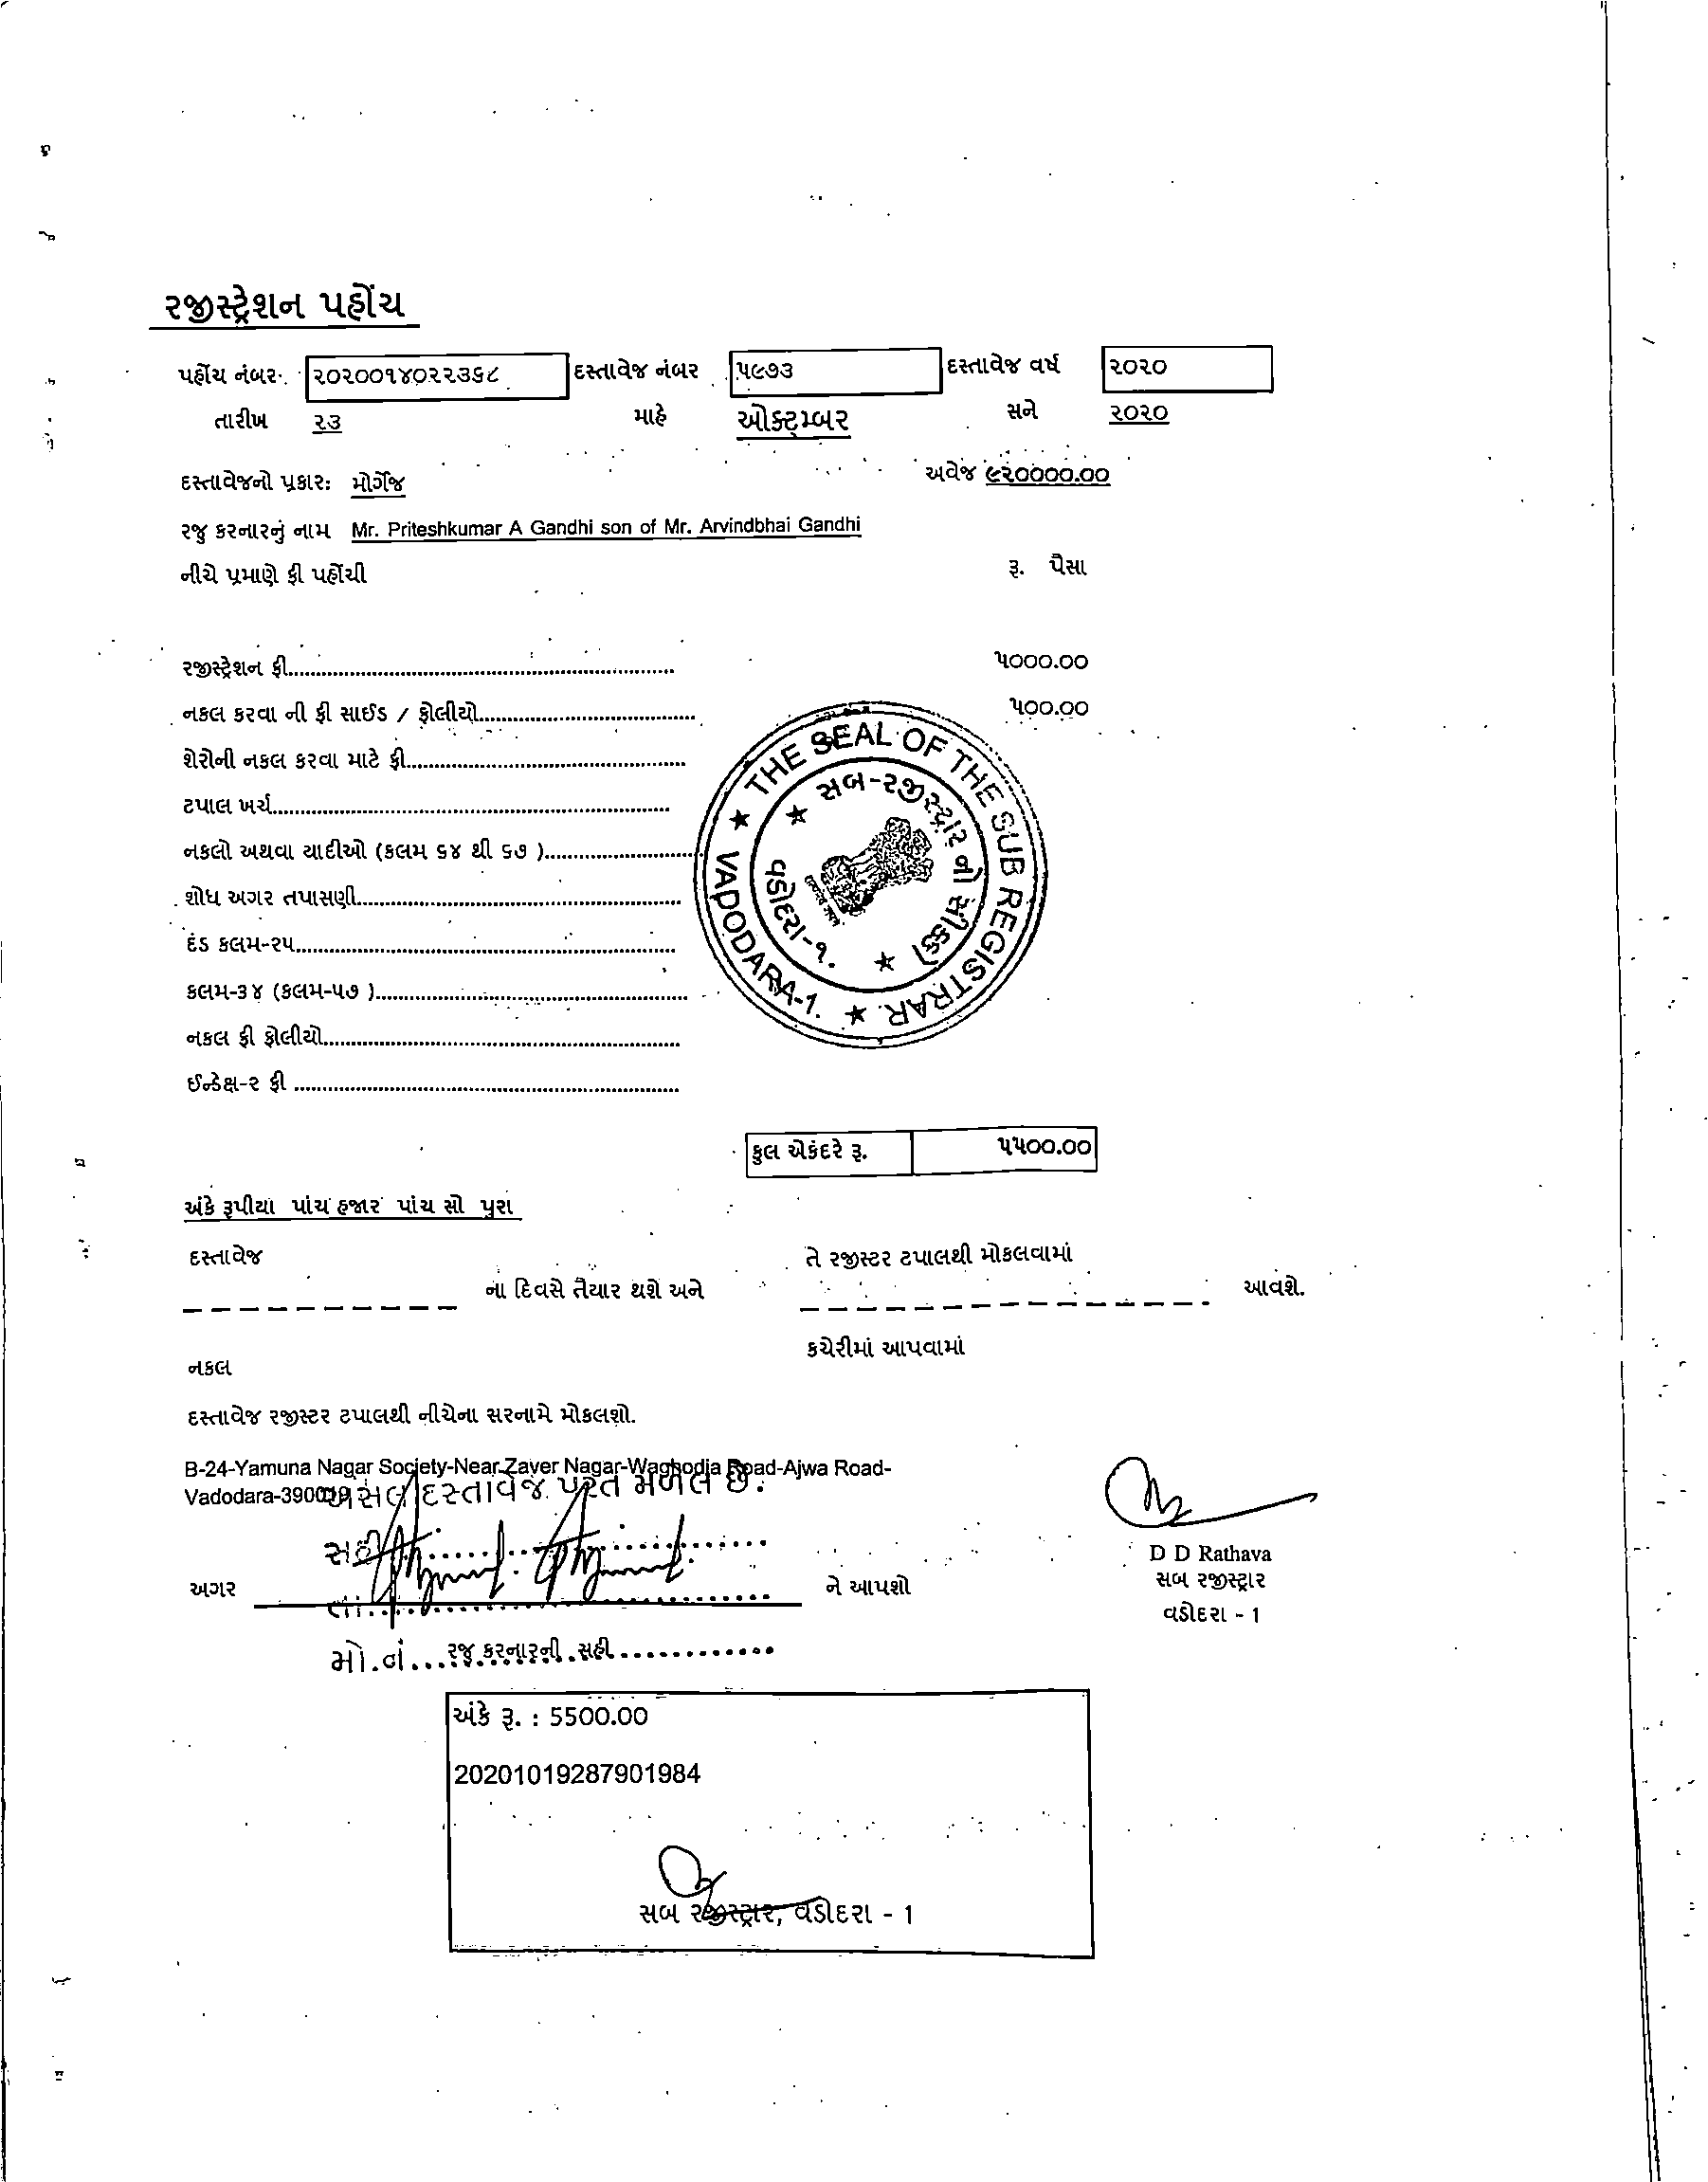 રજીસ્ટ્રેશન પહોંચ
પહોંચ નંબર ૨૦૨૦૦૧૪૦૨૨૩૬૮ દસ્તાવેજ નંબર ૫૯૭૩ દસ્તાવેજ વર્ષ ૨૦૨૦
તારીખ ૨૩ માહે ઓક્ટ્મ્બર સને ૨૦૨૦
દસ્તાવેજનો પ્રકાર: મોર્ગેજ અવેજ ૯૨૦૦૦૦.૦૦
રજુ કરનારનું નામ Mr. Priteshkumar A Gandhi son of Mr. Arvindbhai Gandhi
નીચે પ્રમાણે ફી પહોંચી રૂ. પૈસા
રજીસ્ટ્રેશન ફી.......... ૫૦૦૦.૦૦
નકલ કરવા ની ફી સાઈડ / ફોલીયો.......... ૫૦૦.૦૦
શેરોની નકલ કરવા માટે ફી..........
ટપાલ ખર્ચ..........
નકલો અથવા યાદીઓ (કલમ ૬૪ થી ૬૭ )..........
શોધ અગર તપાસણી..........
દંડ કલમ-૨૫..........
કલમ-૩૪ (કલમ-૫૭ )..........
નકલ ફી ફોલીયો..........
ઈન્ડેક્ષ-૨ ફી ..........
★ THE SEAL OF THE SUB REGISTRAR. ★ VADODARA-1.
★ સબ-રજીસ્ટ્રાર નો સીક્કો ★ વડોદરા-૧.
કુલ એકંદરે રૂ. ૫૫૦૦.૦૦
અંકે રૂપીયા પાંચ હજાર પાંચ સો પુરા
દસ્તાવેજ તે રજીસ્ટર ટપાલથી મોકલવામાં
ના દિવસે તૈયાર થશે અને આવશે.
કચેરીમાં આપવામાં
નકલ
દસ્તાવેજ રજીસ્ટર ટપાલથી નીચેના સરનામે મોકલશો.
B-24-Yamuna Nagar Society-Near Zaver Nagar-Waghodia Road-Ajwa Road-
Vadodara-390019
અસલ દસ્તાવેજ પરત મળેલ છે.
સહી..........
D D Rathava
સબ રજીસ્ટ્રાર
અગર ને આપશો
તા..........
વડોદરા - 1
મો.નં..........
રજુ કરનારની સહી
અંકે રૂ. : 5500.00
20201019287901984
સબ રજીસ્ટ્રાર, વડોદરા - 1